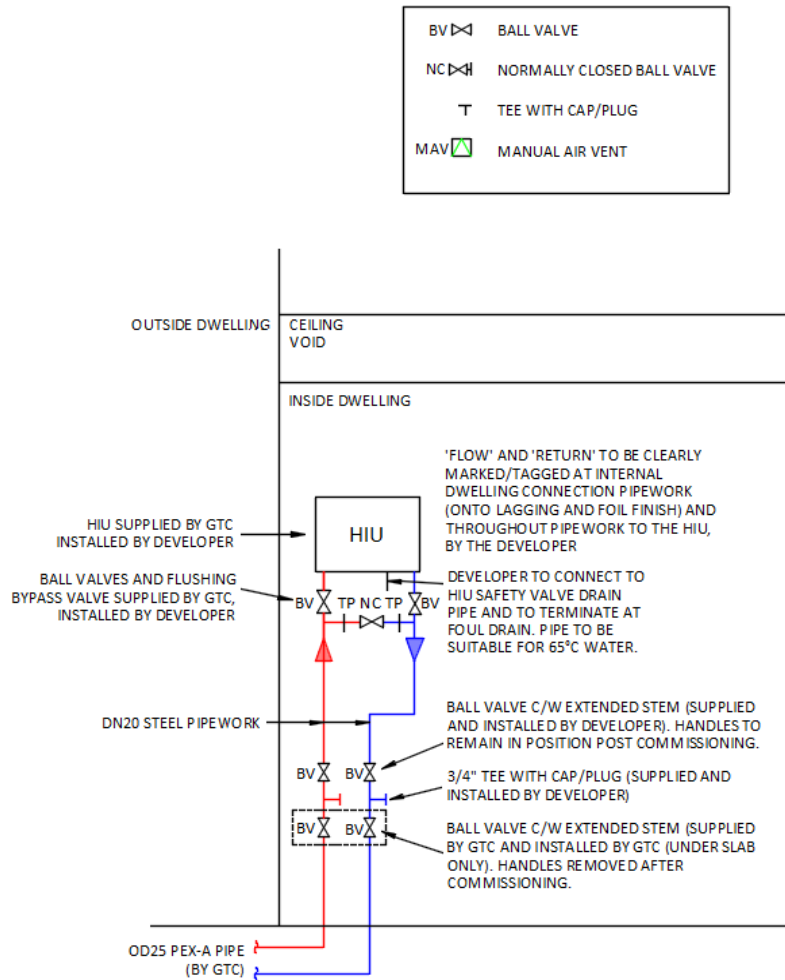 BV BALL VALVE
NC NORMALLY CLOSED BALL VALVE
TEE WITH CAP/PLUG
MAV MANUAL AIR VENT
OUTSIDE DWELLING
CEILING
VOID
INSIDE DWELLING
'FLOW' AND 'RETURN' TO BE CLEARLY
MARKED/TAGGED AT INTERNAL
DWELLING CONNECTION PIPEWORK
(ONTO LAGGING AND FOIL FINISH) AND
THROUGHOUT PIPEWORK TO THE HIU,
BY THE DEVELOPER
HIU SUPPLIED BY GTC
INSTALLED BY DEVELOPER
HIU
BALL VALVES AND FLUSHING
BYPASS VALVE SUPPLIED BY GTC,
INSTALLED BY DEVELOPER
BV TP NC TP BV
DEVELOPER TO CONNECT TO
HIU SAFETY VALVE DRAIN
PIPE AND TO TERMINATE AT
FOUL DRAIN. PIPE TO BE
SUITABLE FOR 65°C WATER.
DN20 STEEL PIPEWORK
BALL VALVE C/W EXTENDED STEM (SUPPLIED
AND INSTALLED BY DEVELOPER). HANDLES TO
REMAIN IN POSITION POST COMMISSIONING.
BV BV
3/4" TEE WITH CAP/PLUG (SUPPLIED AND
INSTALLED BY DEVELOPER)
BV BV
BALL VALVE C/W EXTENDED STEM (SUPPLIED
BY GTC AND INSTALLED BY GTC (UNDER SLAB
ONLY). HANDLES REMOVED AFTER
COMMISSIONING.
OD25 PEX-A PIPE
(BY GTC)